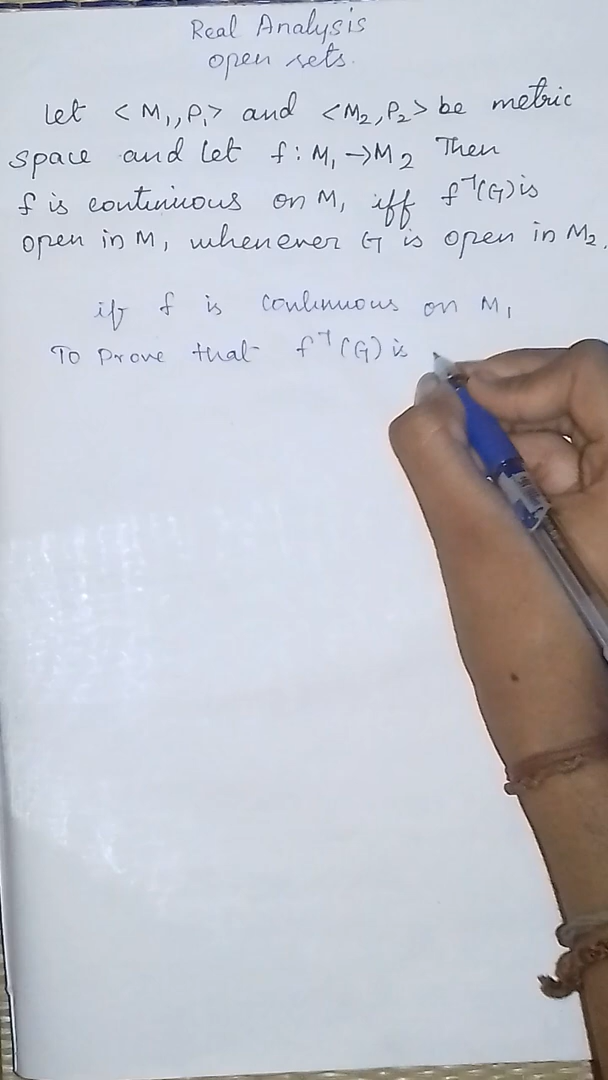 Real Analysis
open sets.
Let <M₁,P₁> and <M₂,P₂> be metric
space and let f: M₁→M₂ Then
f is continuous on M₁ iff f⁻¹(G) is
open in M₁ whenever G is open in M₂.
if f is continuous on M₁
To Prove that f⁻¹(G) is